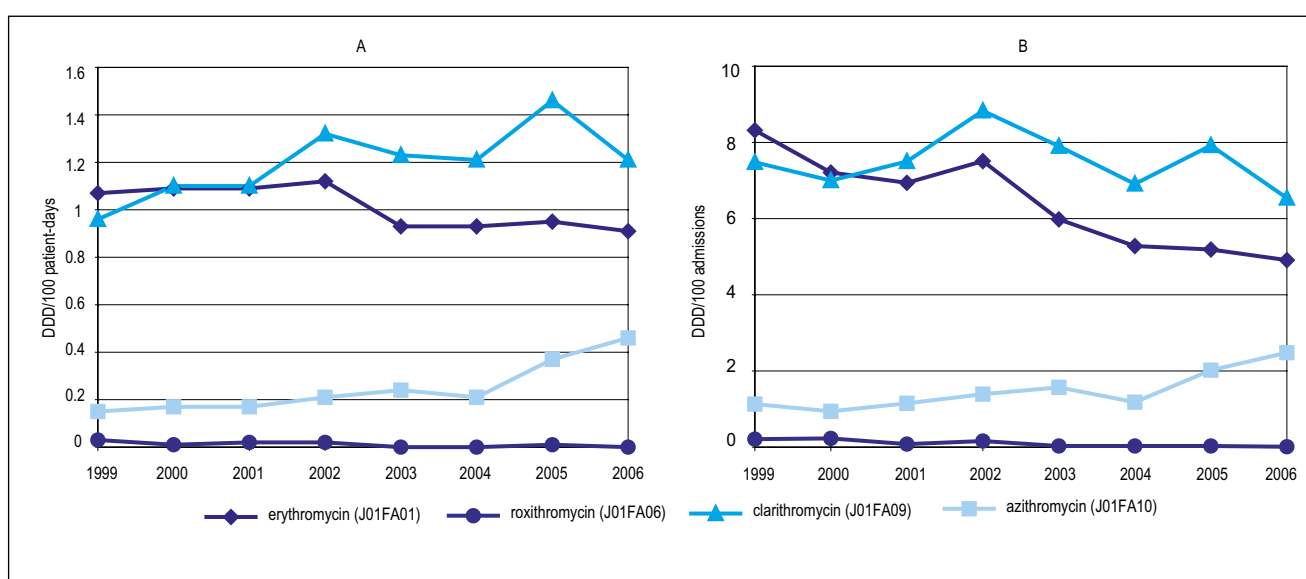 A
1.6
1.4
1.2
1
0.8
0.6
0.4
0.2
0
DDD/100 patient-days
1999 2000 2001 2002 2003 2004 2005 2006
B
10
8
6
4
2
0
DDD/100 admissions
1999 2000 2001 2002 2003 2004 2005 2006
erythromycin (J01FA01) roxithromycin (J01FA06) clarithromycin (J01FA09) azithromycin (J01FA10)